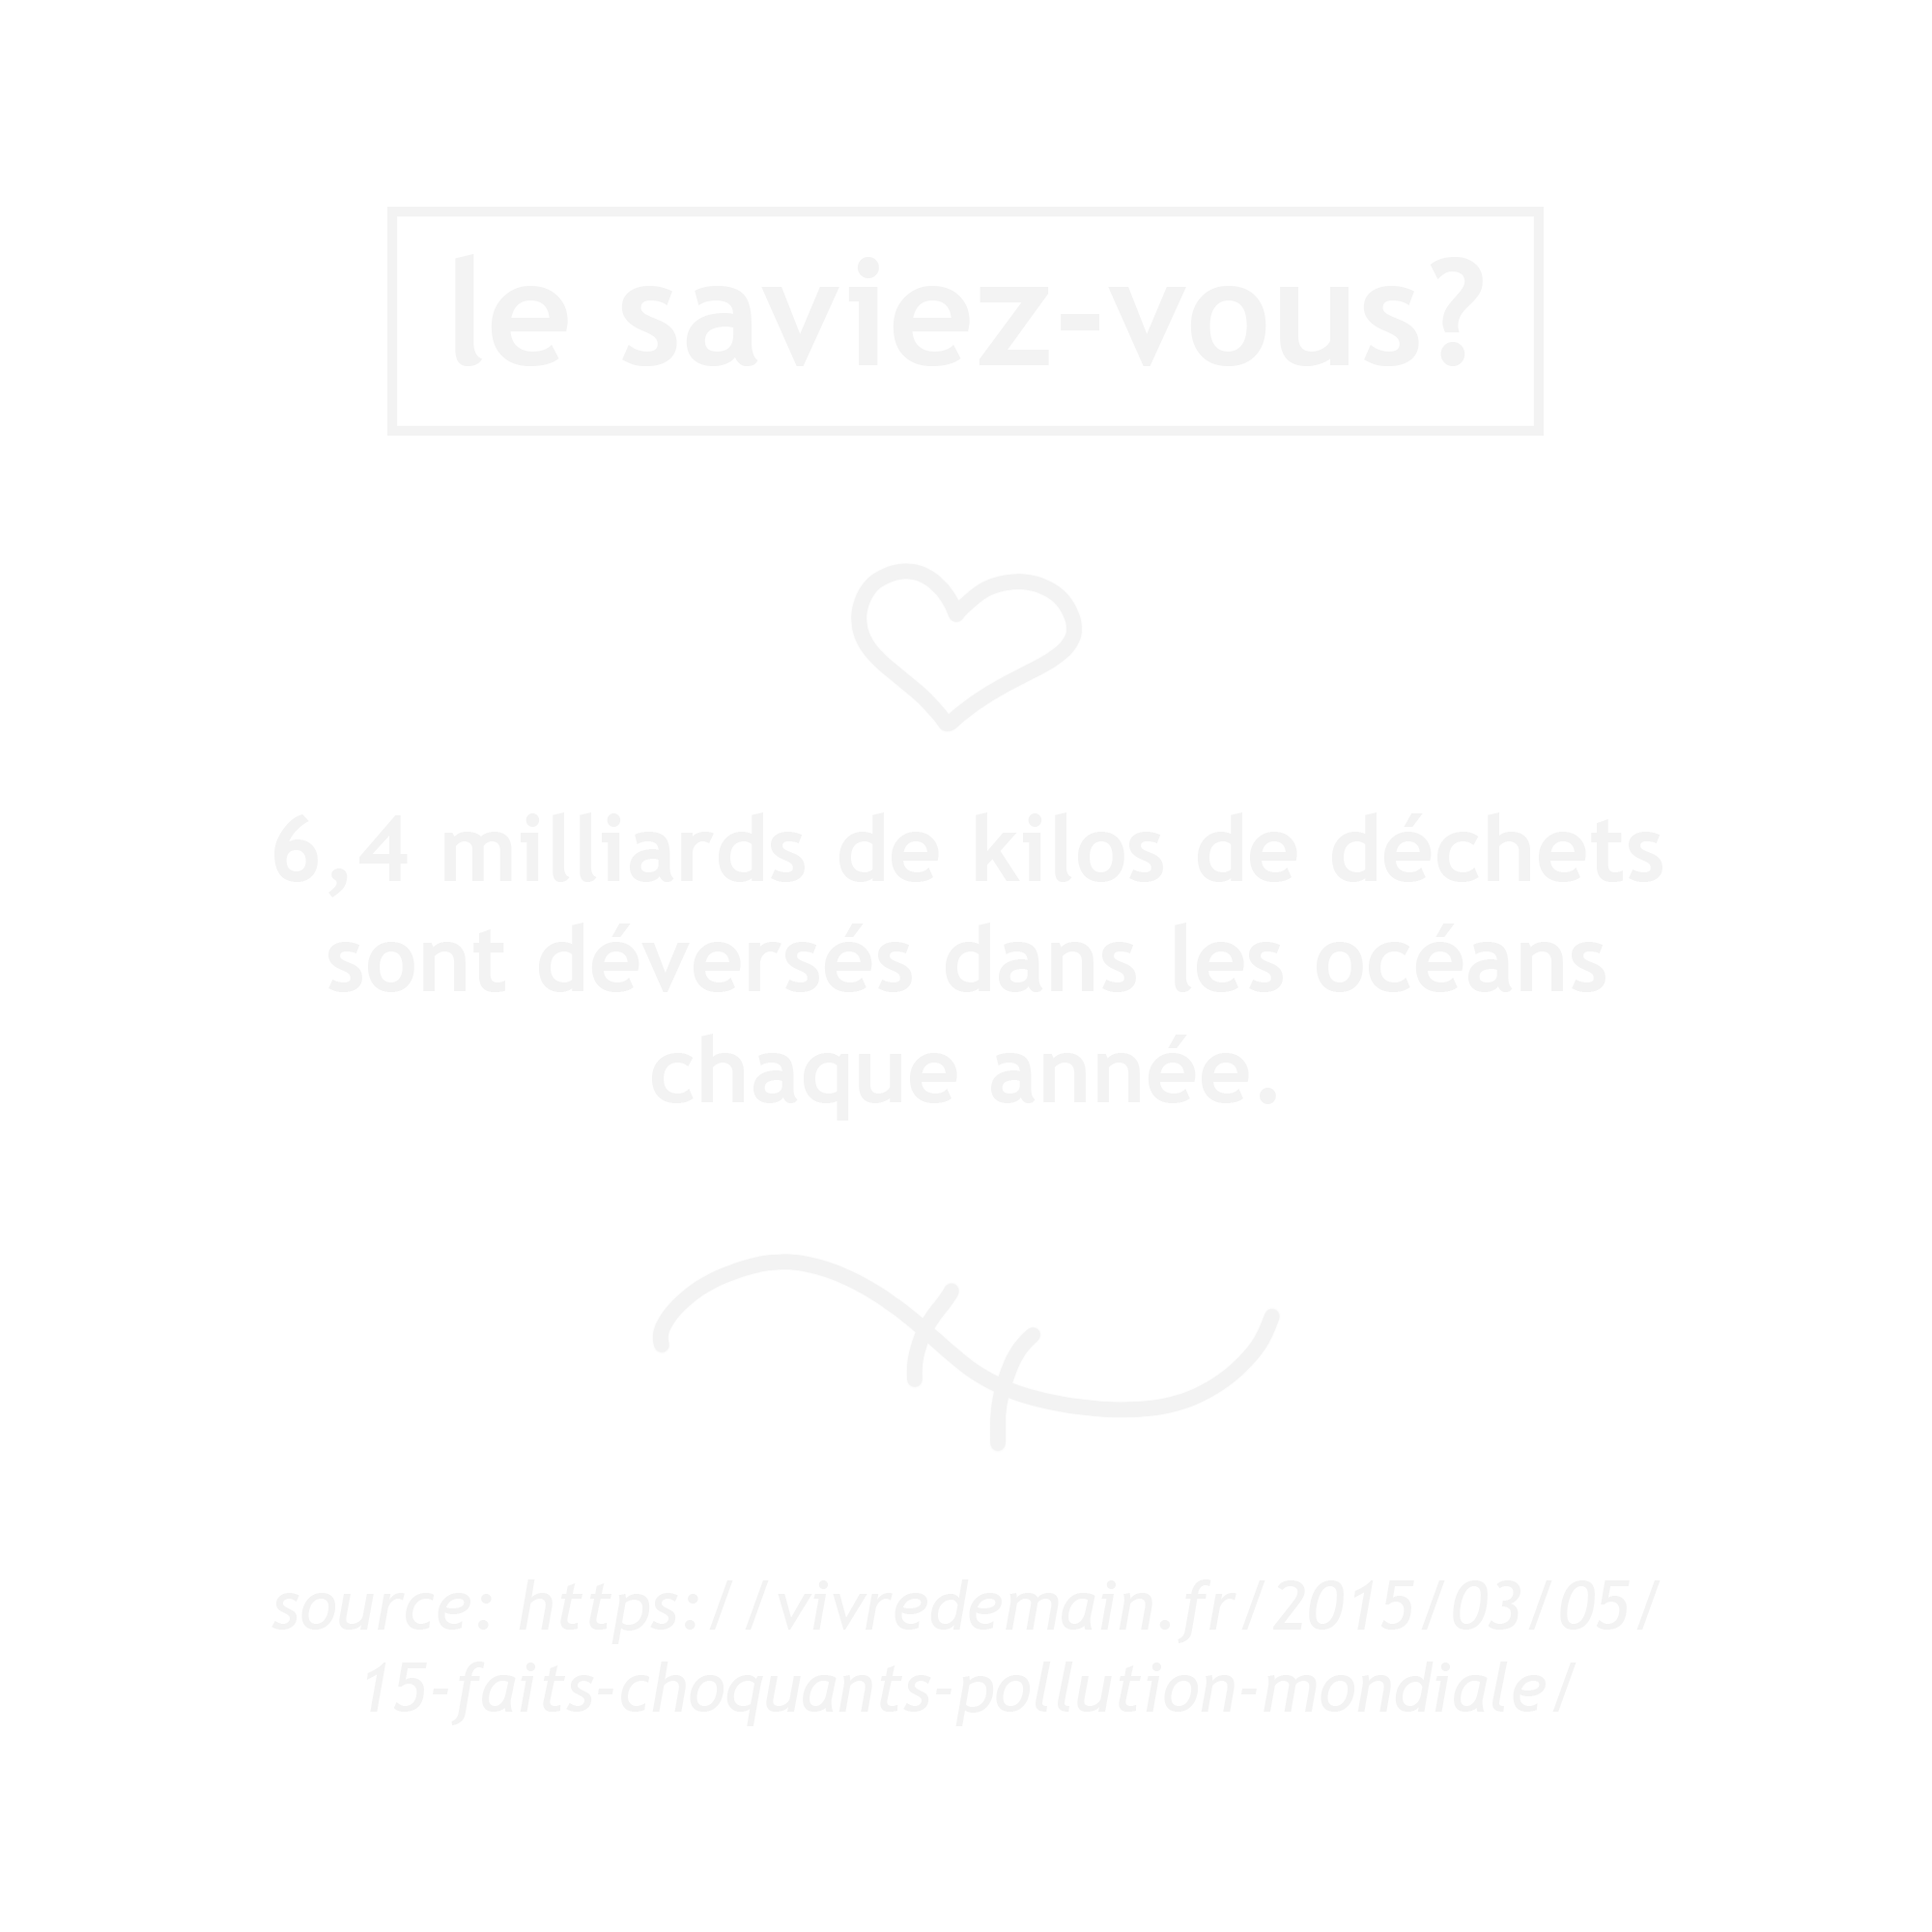 le saviez-vous?
6,4 milliards de kilos de déchets
sont déversés dans les océans
chaque année.
source: https://vivredemain.fr/2015/03/05/
15-faits-choquants-pollution-mondiale/